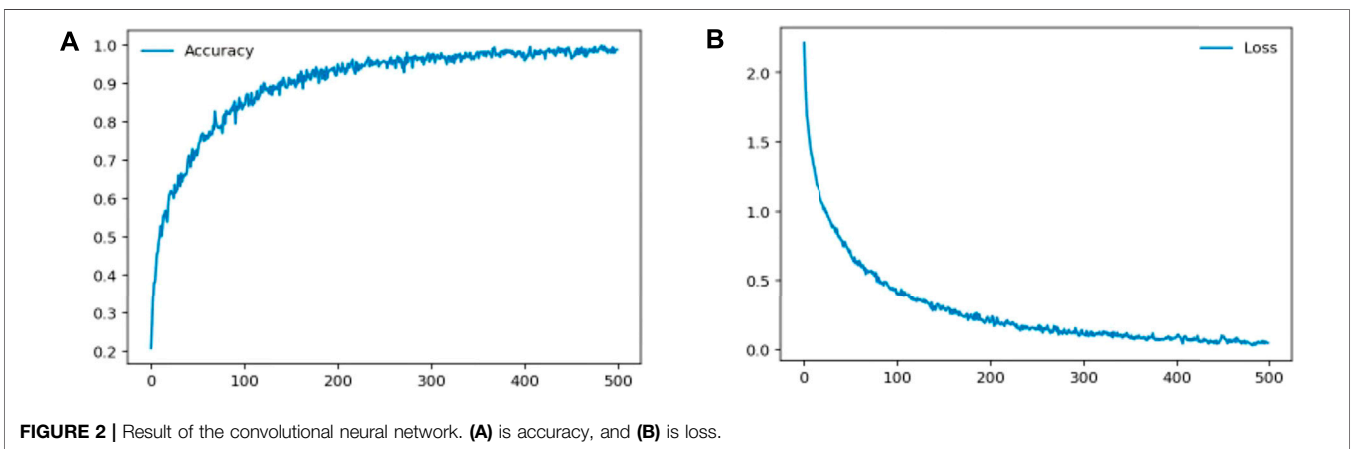 A
Accuracy
1.0
0.9
0.8
0.7
0.6
0.5
0.4
0.3
0.2
0 100 200 300 400 500
B
Loss
2.0
1.5
1.0
0.5
0.0
0 100 200 300 400 500
FIGURE 2 | Result of the convolutional neural network. (A) is accuracy, and (B) is loss.